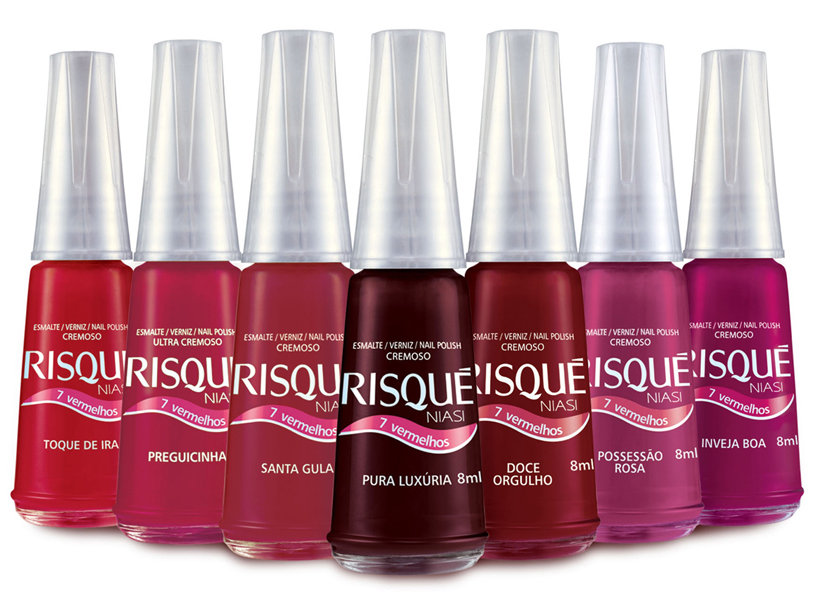 ESMALTE / VERNIZ / NAIL POLISH
CREMOSO
RISQUÉ
NIASI
7 vermelhos
TOQUE DE IRA
ESMALTE / VERNIZ / NAIL POLISH
ULTRA CREMOSO
RISQUÉ
NIASI
7 vermelhos
PREGUICINHA
ESMALTE / VERNIZ / NAIL POLISH
CREMOSO
RISQUÉ
NIASI
7 vermelhos
SANTA GULA
ESMALTE / VERNIZ / NAIL POLISH
CREMOSO
RISQUÉ
NIASI
7 vermelhos
PURA LUXÚRIA 8ml
ESMALTE / VERNIZ / NAIL POLISH
CREMOSO
RISQUÉ
NIASI
7 vermelhos
DOCE 8ml
ORGULHO
ESMALTE / VERNIZ / NAIL POLISH
CREMOSO
RISQUÉ
NIASI
7 vermelhos
POSSESSÃO 8ml
ROSA
ESMALTE / VERNIZ / NAIL POLISH
CREMOSO
RISQUÉ
NIASI
7 vermelhos
INVEJA BOA 8ml